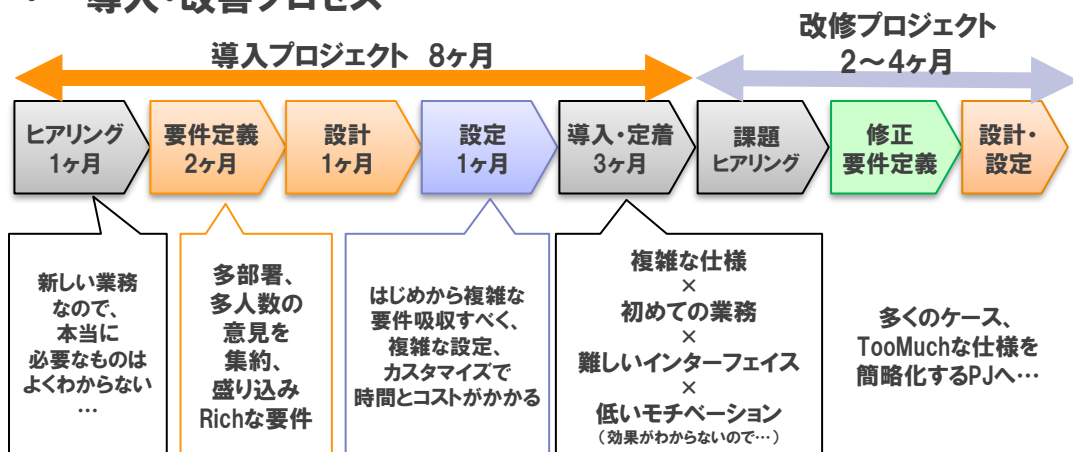 ・ 導入・改善プロセス
導入プロジェクト 8ヶ月
改修プロジェクト
2～4ヶ月
ヒアリング
1ヶ月
要件定義
2ヶ月
設計
1ヶ月
設定
1ヶ月
導入・定着
3ヶ月
課題
ヒアリング
修正
要件定義
設計・
設定
新しい業務
なので、
本当に
必要なものは
よくわからない
…
多部署、
多人数の
意見を
集約、
盛り込み
Richな要件
はじめから複雑な
要件吸収すべく、
複雑な設定、
カスタマイズで
時間とコストがかかる
複雑な仕様
×
初めての業務
×
難しいインターフェイス
×
低いモチベーション
（効果がわからないので…）
多くのケース、
TooMuchな仕様を
簡略化するPJへ…